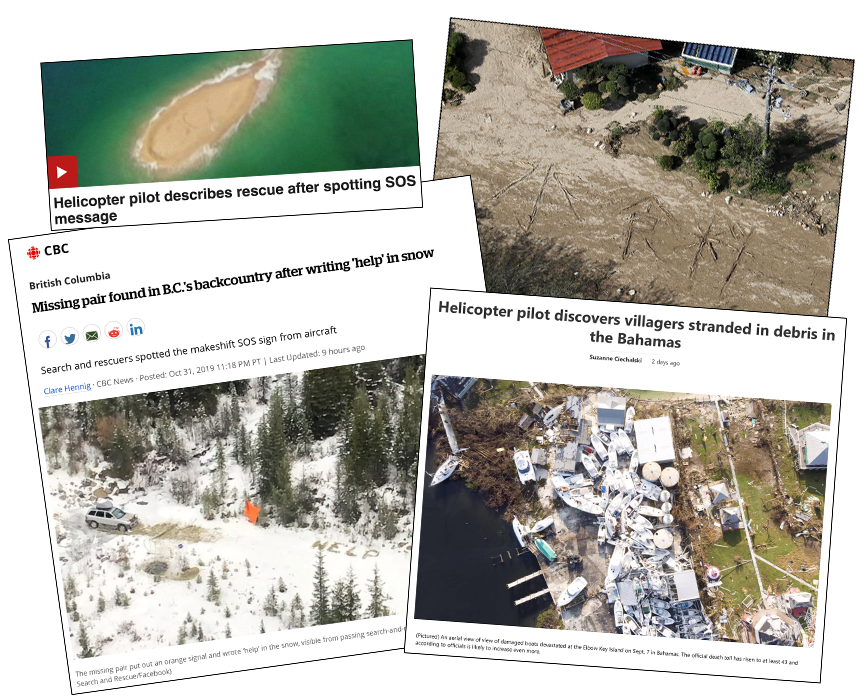 Helicopter pilot describes rescue after spotting SOS
message
CBC
British Columbia
Missing pair found in B.C.'s backcountry after writing 'help' in snow
Search and rescuers spotted the makeshift SOS sign from aircraft
Clare Hennig · CBC News · Posted: Oct 31, 2019 11:18 PM PT | Last Updated: 9 hours ago
HELP
The missing pair put out an orange signal and wrote 'help' in the snow, visible from passing search-and-
Search and Rescue/Facebook)
Helicopter pilot discovers villagers stranded in debris in
the Bahamas
Suzanne Ciechalski 2 days ago
(Pictured) An aerial view of view of damaged boats devastated at the Elbow Key Island on Sept. 7 in Bahamas. The official death toll has risen to at least 43 and
according to officials is likely to increase even more.